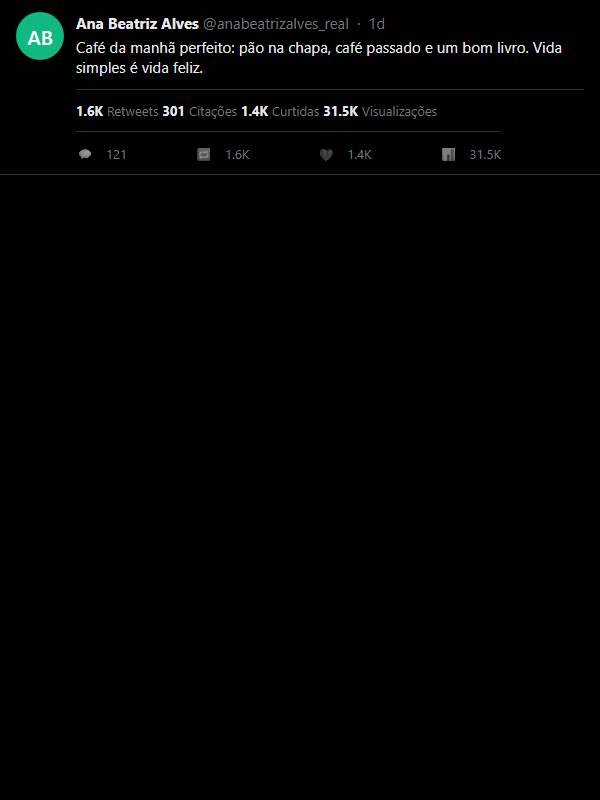 AB
Ana Beatriz Alves @anabeatrizalves_real · 1d
Café da manhã perfeito: pão na chapa, café passado e um bom livro. Vida
simples é vida feliz.
1.6K Retweets 301 Citações 1.4K Curtidas 31.5K Visualizações
121 1.6K 1.4K 31.5K